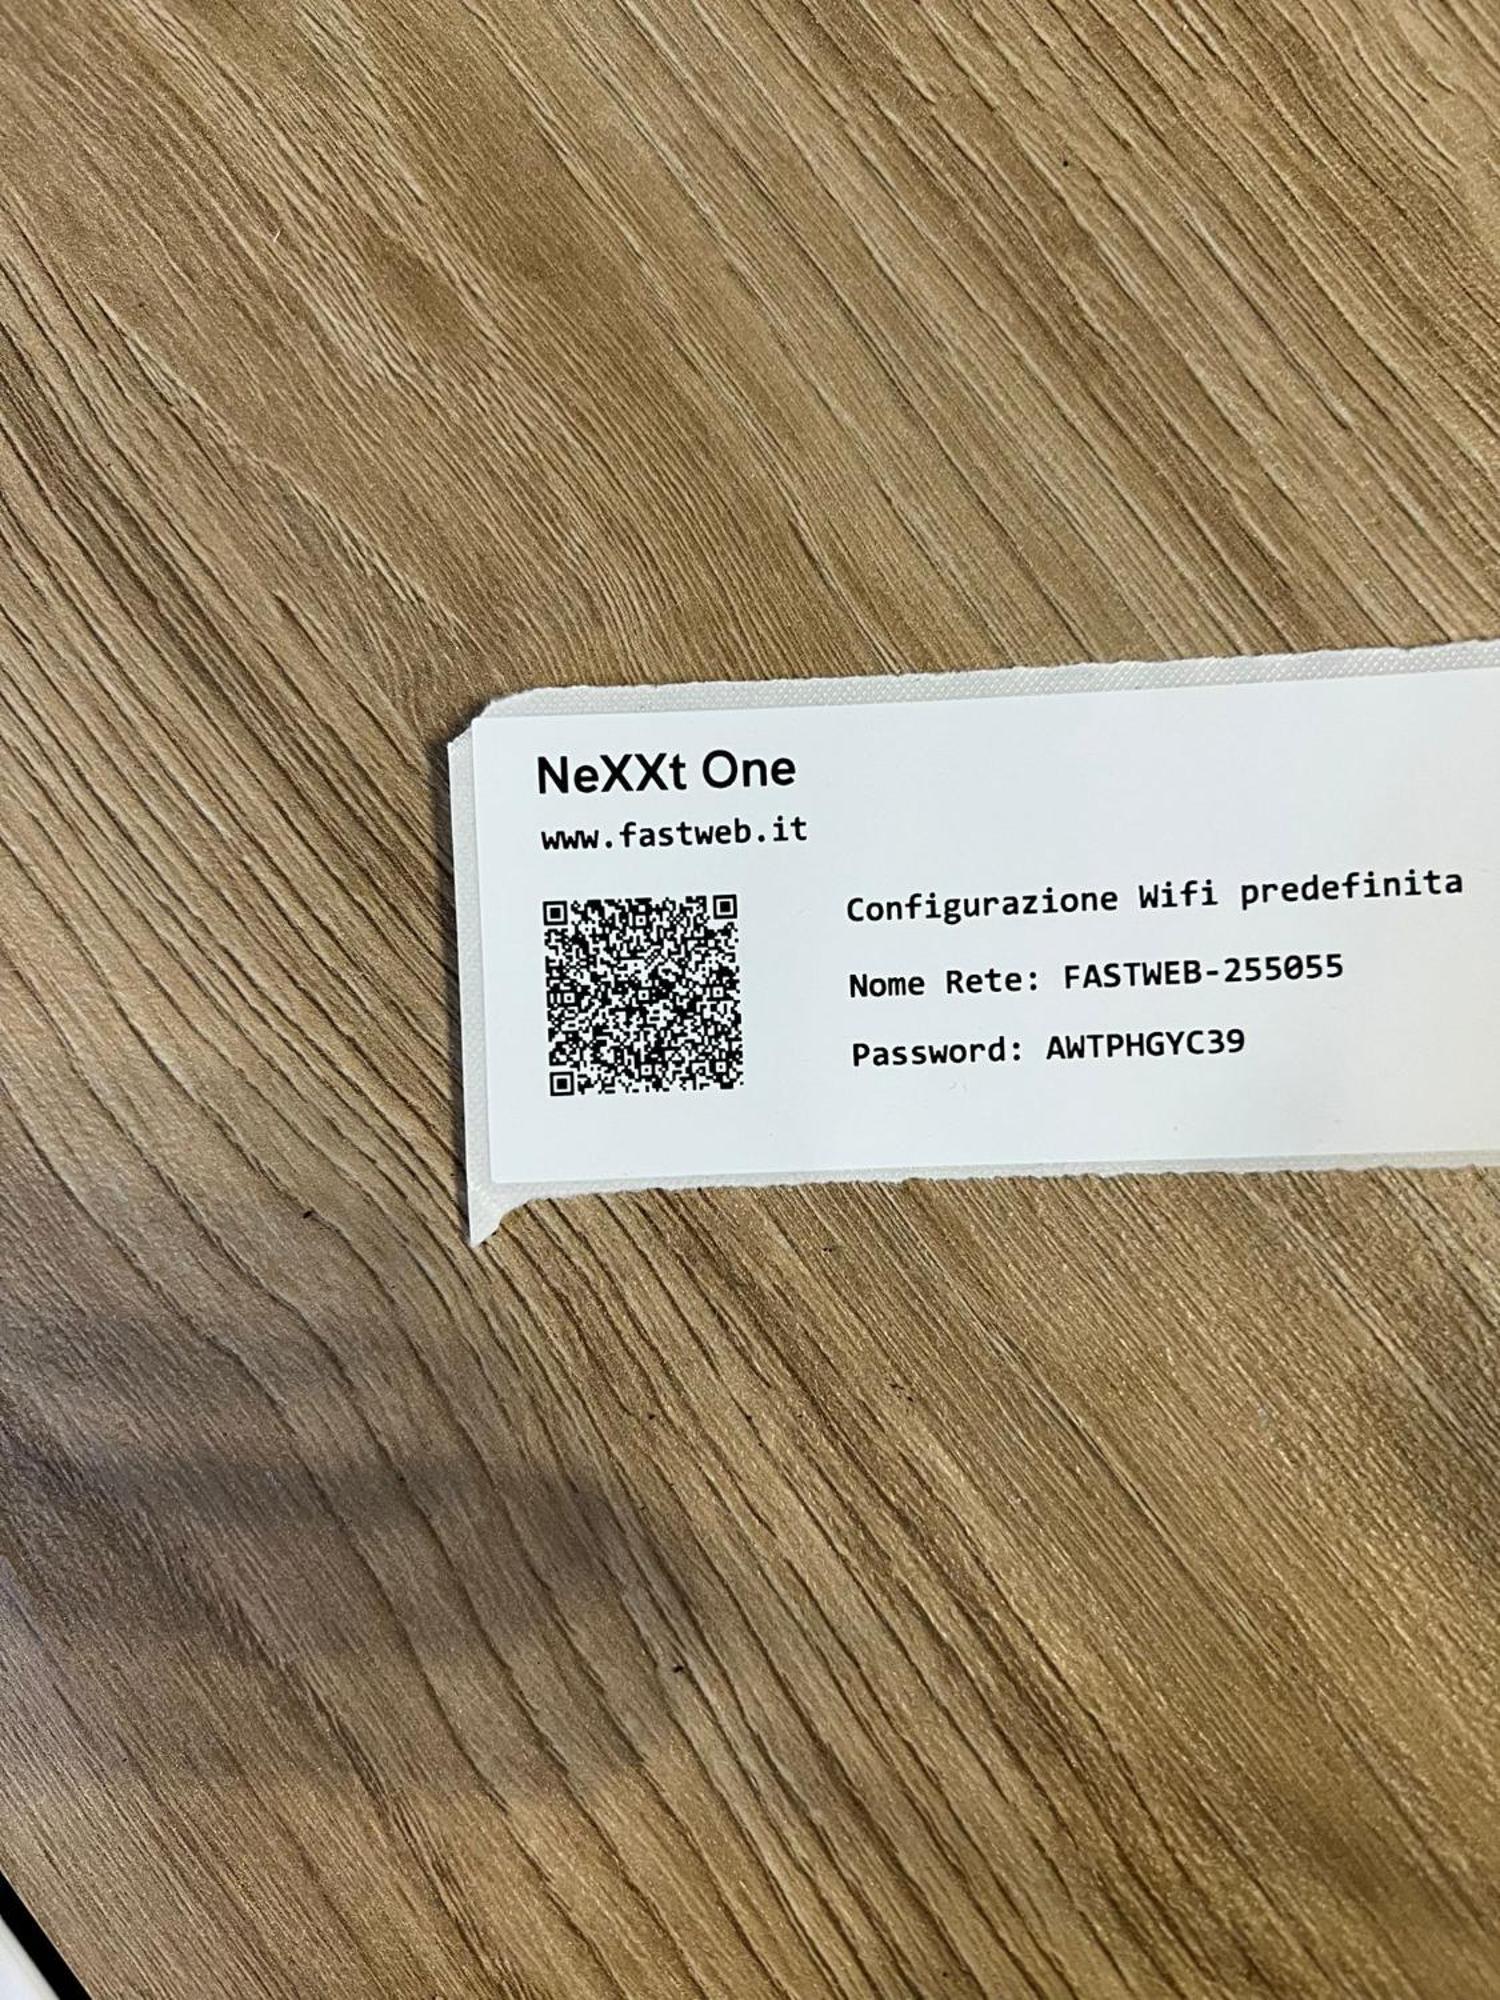 NeXXt One
www.fastweb.it
Configurazione Wifi predefinita
Nome Rete: FASTWEB-255055
Password: AWTPHGYC39